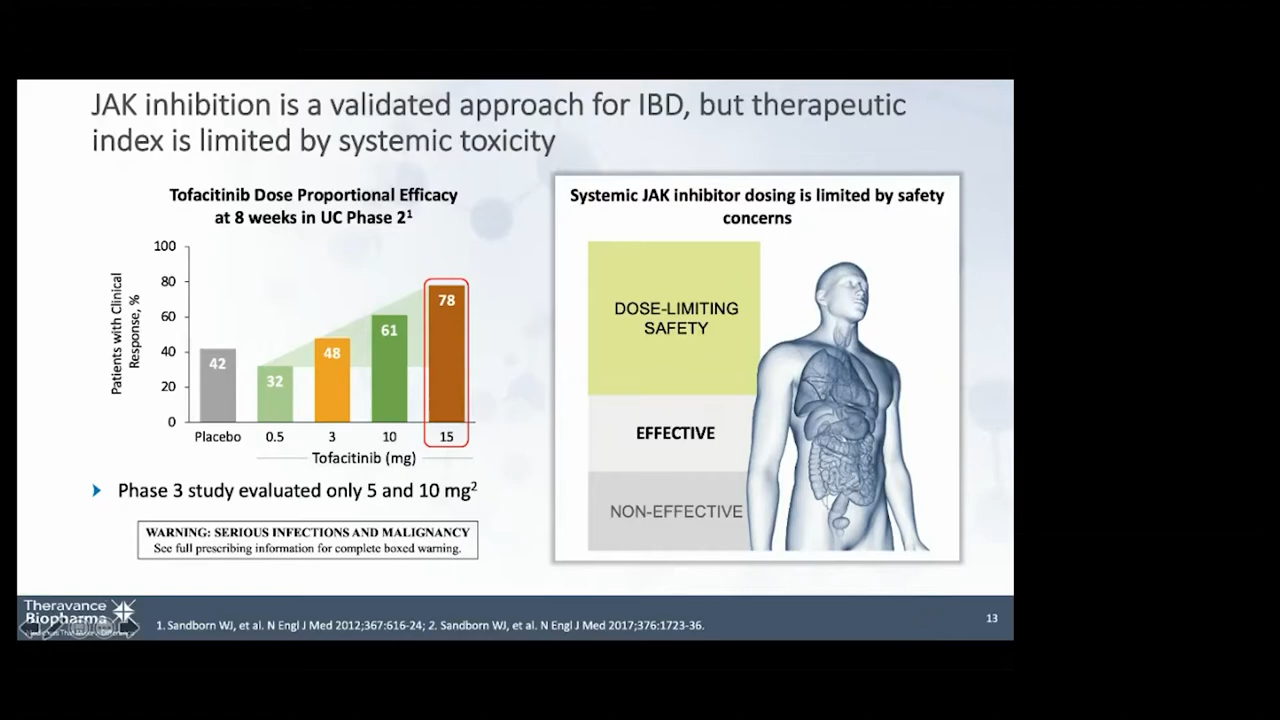 JAK inhibition is a validated approach for IBD, but therapeutic
index is limited by systemic toxicity
Tofacitinib Dose Proportional Efficacy
at 8 weeks in UC Phase 2¹
Patients with Clinical
Response, %
100
80
60
40
20
0
42
32
48
61
78
Placebo
0.5
3
10
15
Tofacitinib (mg)
Phase 3 study evaluated only 5 and 10 mg²
WARNING: SERIOUS INFECTIONS AND MALIGNANCY
See full prescribing information for complete boxed warning.
Systemic JAK inhibitor dosing is limited by safety
concerns
DOSE-LIMITING
SAFETY
EFFECTIVE
NON-EFFECTIVE
Theravance
Biopharma
1. Sandborn WJ, et al. N Engl J Med 2012;367:616-24; 2. Sandborn WJ, et al. N Engl J Med 2017;376:1723-36.
13